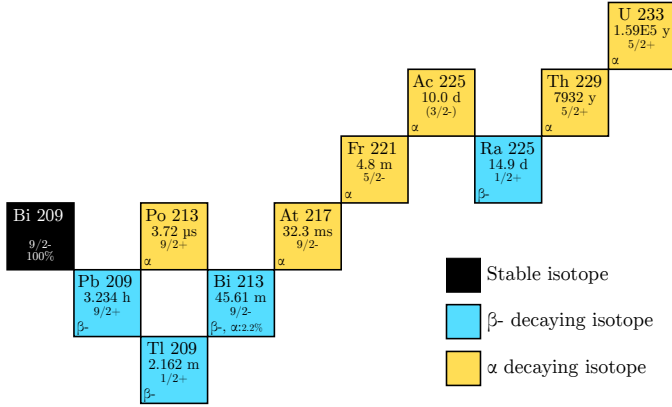 U 233
1.59E5 y
5/2+
α
Ac 225
10.0 d
(3/2-)
α
Th 229
7932 y
5/2+
α
Fr 221
4.8 m
5/2-
α
Ra 225
14.9 d
1/2+
β-
Bi 209
9/2-
100%
Po 213
3.72 µs
9/2+
α
At 217
32.3 ms
9/2-
α
Pb 209
3.234 h
9/2+
β-
Bi 213
45.61 m
9/2-
β-, α:2.2%
Tl 209
2.162 m
1/2+
β-
Stable isotope
β- decaying isotope
α decaying isotope